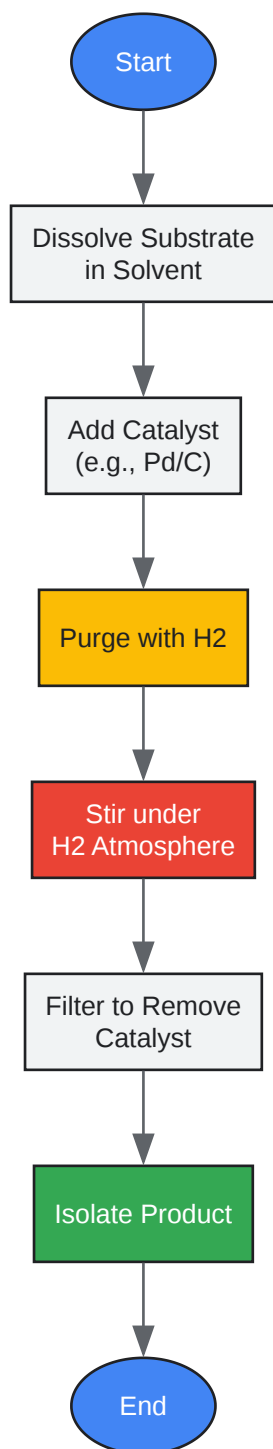 Start
Dissolve Substrate
in Solvent
Add Catalyst
(e.g., Pd/C)
Purge with H2
Stir under
H2 Atmosphere
Filter to Remove
Catalyst
Isolate Product
End